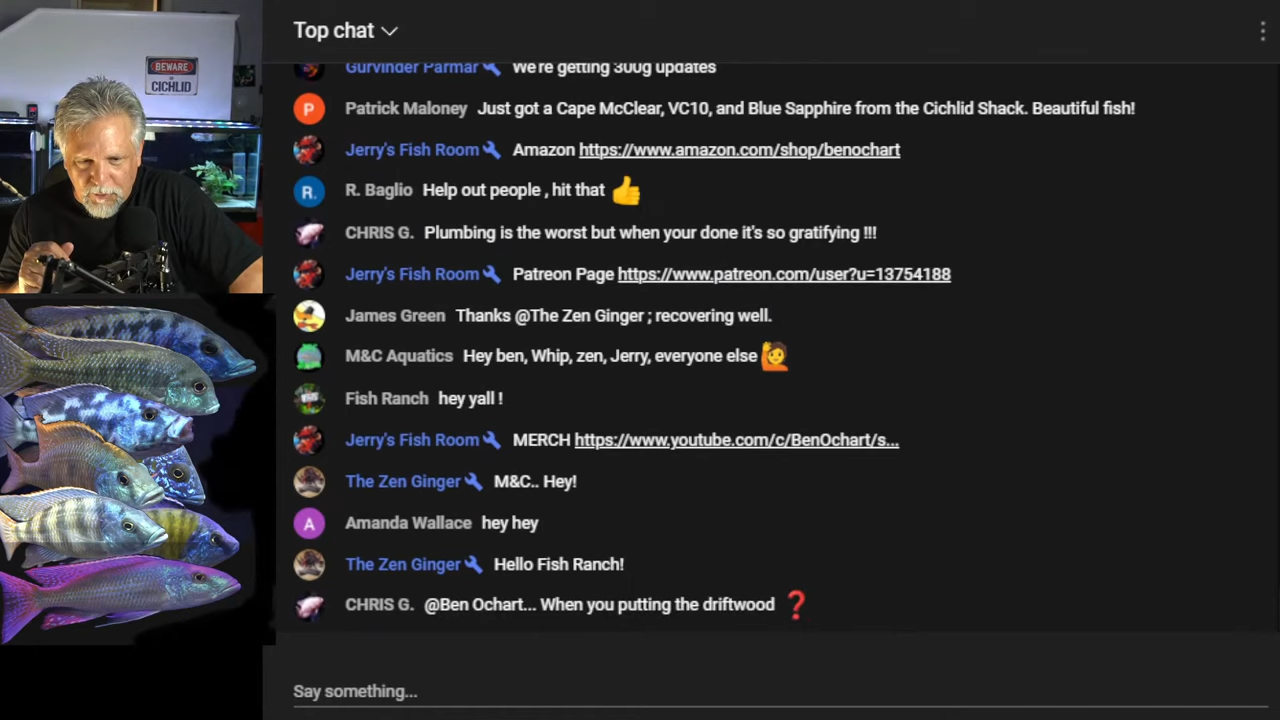 Top chat
BEWARE
OF
CICHLID
Gurvinder Parmar We're getting 300g updates
Patrick Maloney Just got a Cape McClear, VC10, and Blue Sapphire from the Cichlid Shack. Beautiful fish!
Jerry's Fish Room Amazon https://www.amazon.com/shop/benochart
R. Baglio Help out people , hit that 👍
CHRIS G. Plumbing is the worst but when your done it's so gratifying !!!
Jerry's Fish Room Patreon Page https://www.patreon.com/user?u=13754188
James Green Thanks @The Zen Ginger ; recovering well.
M&C Aquatics Hey ben, Whip, zen, Jerry, everyone else 🙋
Fish Ranch hey yall !
Jerry's Fish Room MERCH https://www.youtube.com/c/BenOchart/s...
The Zen Ginger M&C.. Hey!
A Amanda Wallace hey hey
The Zen Ginger Hello Fish Ranch!
CHRIS G. @Ben Ochart... When you putting the driftwood ❓
Say something...